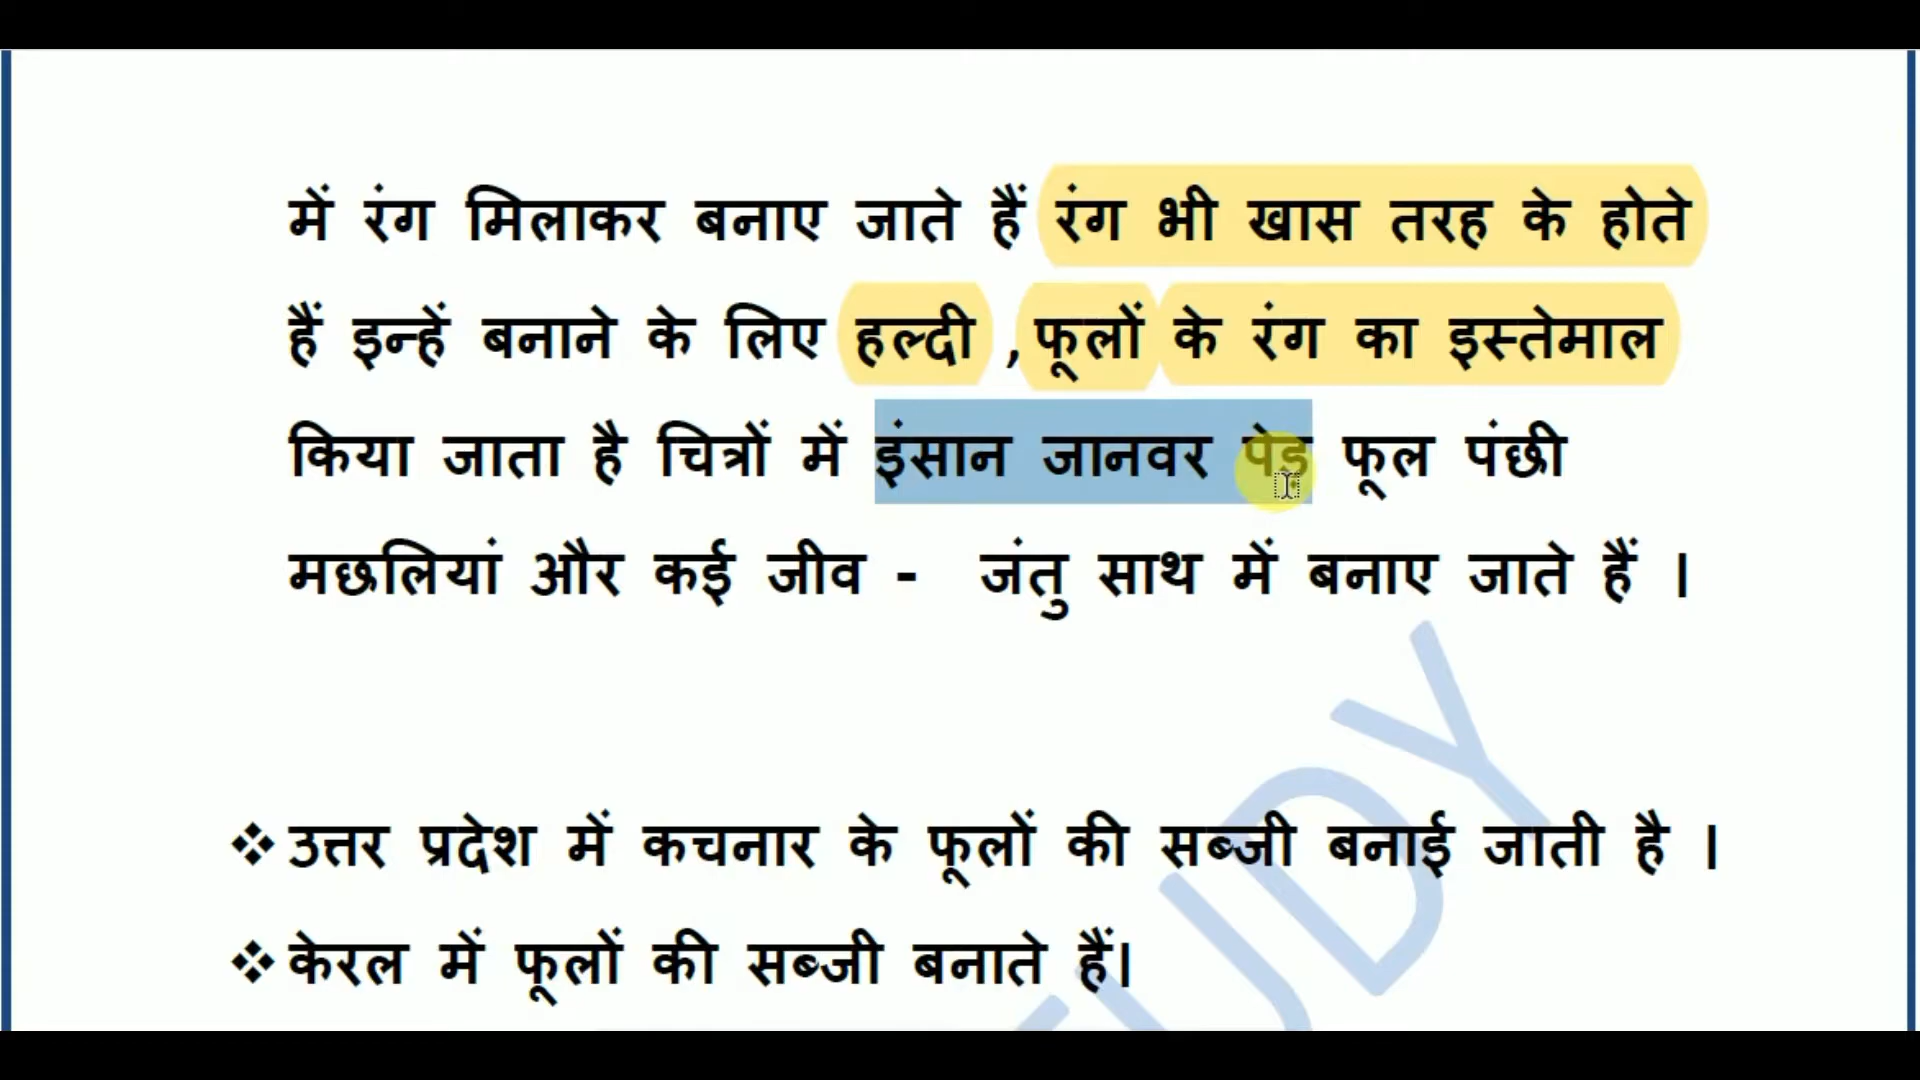 में रंग मिलाकर बनाए जाते हैं रंग भी खास तरह के होते
हैं इन्हें बनाने के लिए हल्दी ,फूलों के रंग का इस्तेमाल
किया जाता है चित्रों में इंसान जानवर पेड़ फूल पंछी
मछलियां और कई जीव - जंतु साथ में बनाए जाते हैं ।
❖ उत्तर प्रदेश में कचनार के फूलों की सब्जी बनाई जाती है ।
❖ केरल में फूलों की सब्जी बनाते हैं।
TUDY